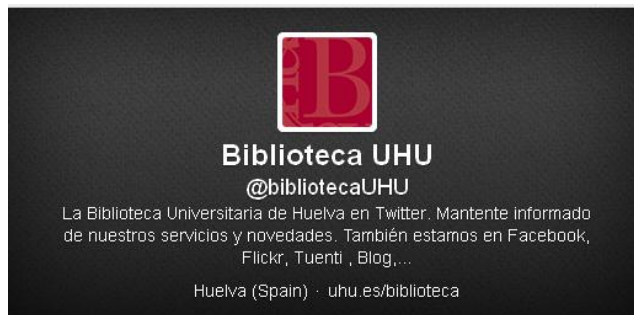 B
Biblioteca UHU
@bibliotecaUHU
La Biblioteca Universitaria de Huelva en Twitter. Mantente informado
de nuestros servicios y novedades. También estamos en Facebook,
Flickr, Tuenti , Blog,...
Huelva (Spain) · uhu.es/biblioteca